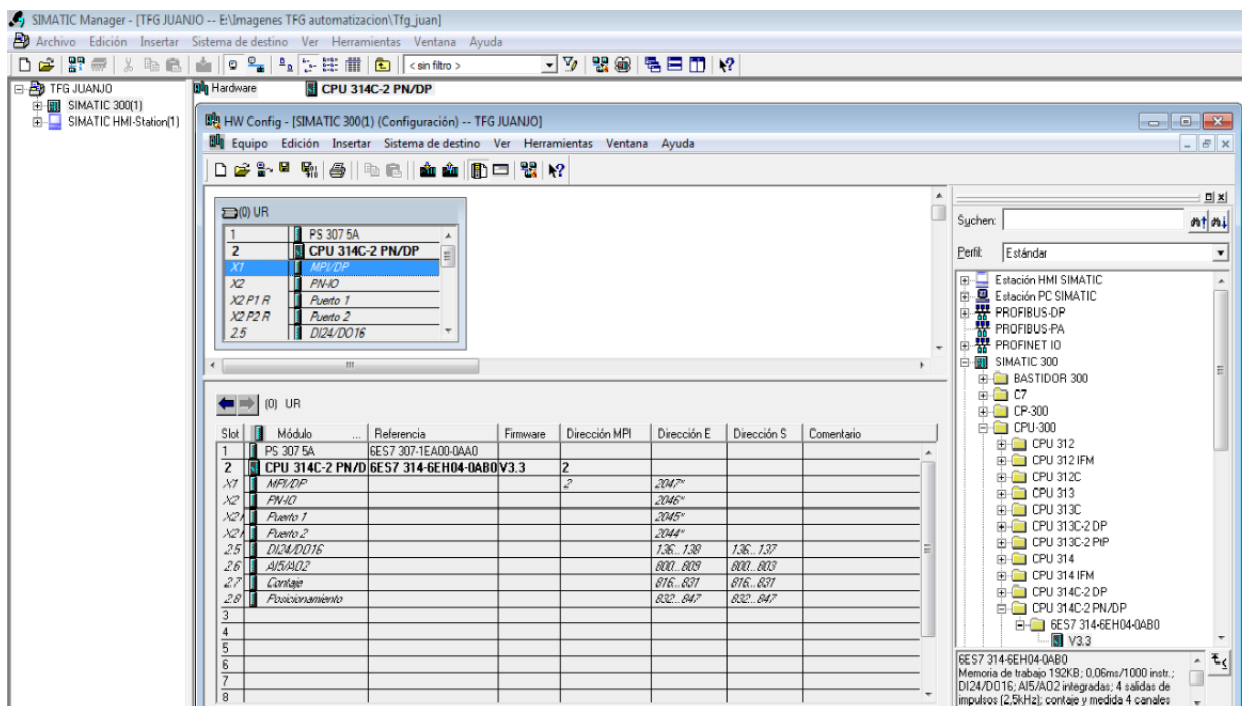 SIMATIC Manager - [TFG JUANJO -- E:\Imagenes TFG automatizacion\Tfg_juan]
Archivo Edición Insertar Sistema de destino Ver Herramientas Ventana Ayuda
< sin filtro >
TFG JUANJO
SIMATIC 300(1)
SIMATIC HMI-Station(1)
Hardware CPU 314C-2 PN/DP
HW Config - [SIMATIC 300(1) (Configuración) -- TFG JUANJO]
Equipo Edición Insertar Sistema de destino Ver Herramientas Ventana Ayuda
(0) UR
1 PS 307 5A
2 CPU 314C-2 PN/DP
X1 MPI/DP
X2 PN-IO
X2 P1 R Puerto 1
X2 P2 R Puerto 2
2.5 DI24/DO16
(0) UR
Slot Módulo ... Referencia Firmware Dirección MPI Dirección E Dirección S Comentario
1 PS 307 5A 6ES7 307-1EA00-0AA0
2 CPU 314C-2 PN/D 6ES7 314-6EH04-0AB0 V3.3 2
X1 MPI/DP 2 2047*
X2 PN-IO 2046*
X2 Puerto 1 2045*
X2 Puerto 2 2044*
2.5 DI24/DO16 136...138 136...137
2.6 AI5/AO2 800...809 800...803
2.7 Contaje 816...831 816...831
2.8 Posicionamiento 832...847 832...847
3
4
5
6
7
8
Suchen:
Perfil: Estándar
Estación HMI SIMATIC
Estación PC SIMATIC
PROFIBUS-DP
PROFIBUS-PA
PROFINET IO
SIMATIC 300
BASTIDOR 300
C7
CP-300
CPU-300
CPU 312
CPU 312 IFM
CPU 312C
CPU 313
CPU 313C
CPU 313C-2 DP
CPU 313C-2 PtP
CPU 314
CPU 314 IFM
CPU 314C-2 DP
CPU 314C-2 PN/DP
6ES7 314-6EH04-0AB0
V3.3
6ES7 314-6EH04-0AB0
Memoria de trabajo 192KB; 0,06ms/1000 instr.;
DI24/DO16; AI5/AO2 integradas; 4 salidas de
impulsos (2,5kHz); contaje y medida 4 canales